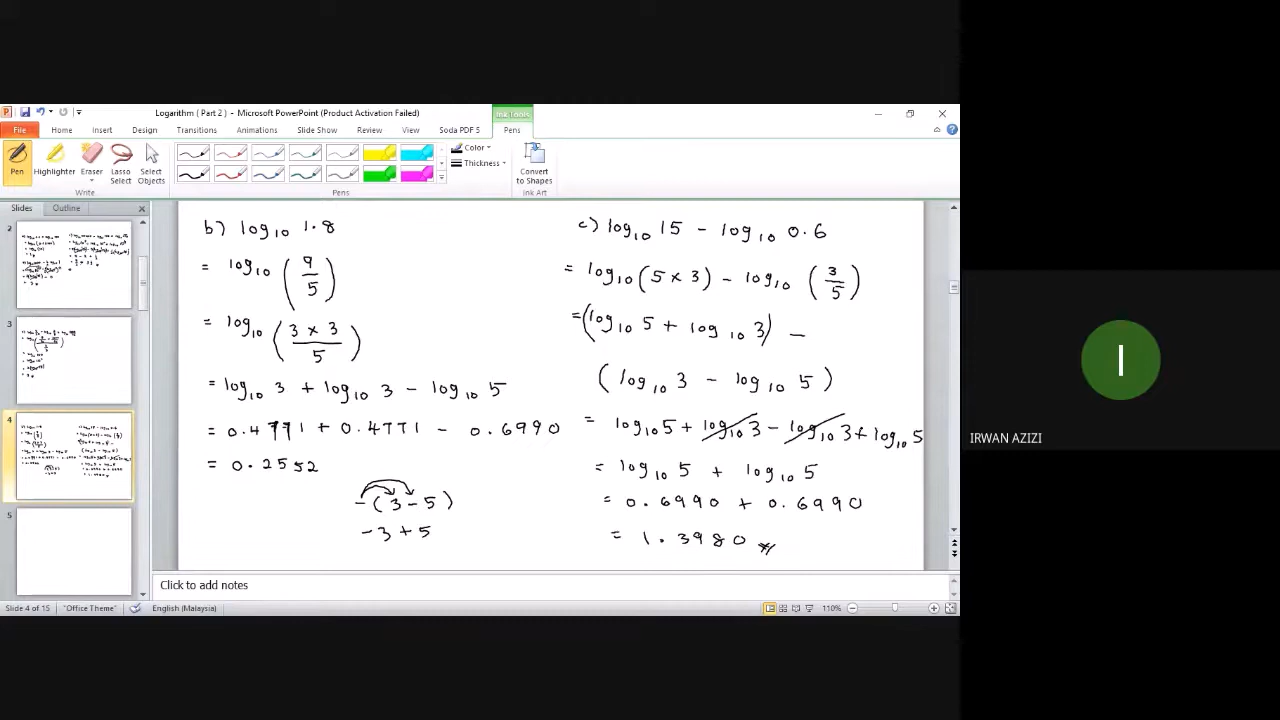 Logarithm ( Part 2 ) - Microsoft PowerPoint (Product Activation Failed)
Ink Tools
File Home Insert Design Transitions Animations Slide Show Review View Soda PDF 5 Pens
Pen Highlighter Eraser Lasso Select Select Objects Color Thickness Convert to Shapes
Write Pens Ink Art
Slides Outline
2
3
4
5
b) log₁₀ 1.8
= log₁₀ (9/5)
= log₁₀ (3 × 3 / 5)
= log₁₀ 3 + log₁₀ 3 − log₁₀ 5
= 0.4771 + 0.4771 − 0.6990
= 0.2552
-(3 − 5)
−3 + 5
c) log₁₀ 15 − log₁₀ 0.6
= log₁₀ (5 × 3) − log₁₀ (3/5)
= (log₁₀ 5 + log₁₀ 3) −
(log₁₀ 3 − log₁₀ 5)
= log₁₀ 5 + log₁₀ 3 − log₁₀ 3 + log₁₀ 5
= log₁₀ 5 + log₁₀ 5
= 0.6990 + 0.6990
= 1.3980
Click to add notes
Slide 4 of 15 "Office Theme" English (Malaysia) 110%
I
IRWAN AZIZI